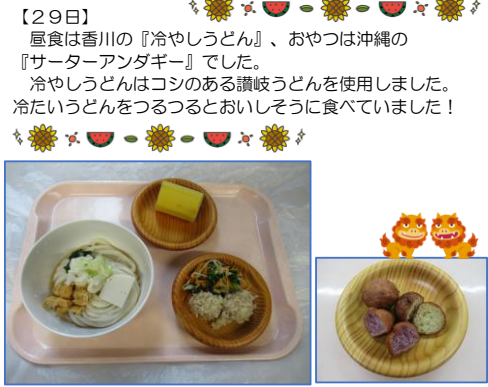 【２９日】
昼食は香川の『冷やしうどん』、おやつは沖縄の
『サーターアンダギー』でした。
冷やしうどんはコシのある讃岐うどんを使用しました。
冷たいうどんをつるつるとおいしそうに食べていました！